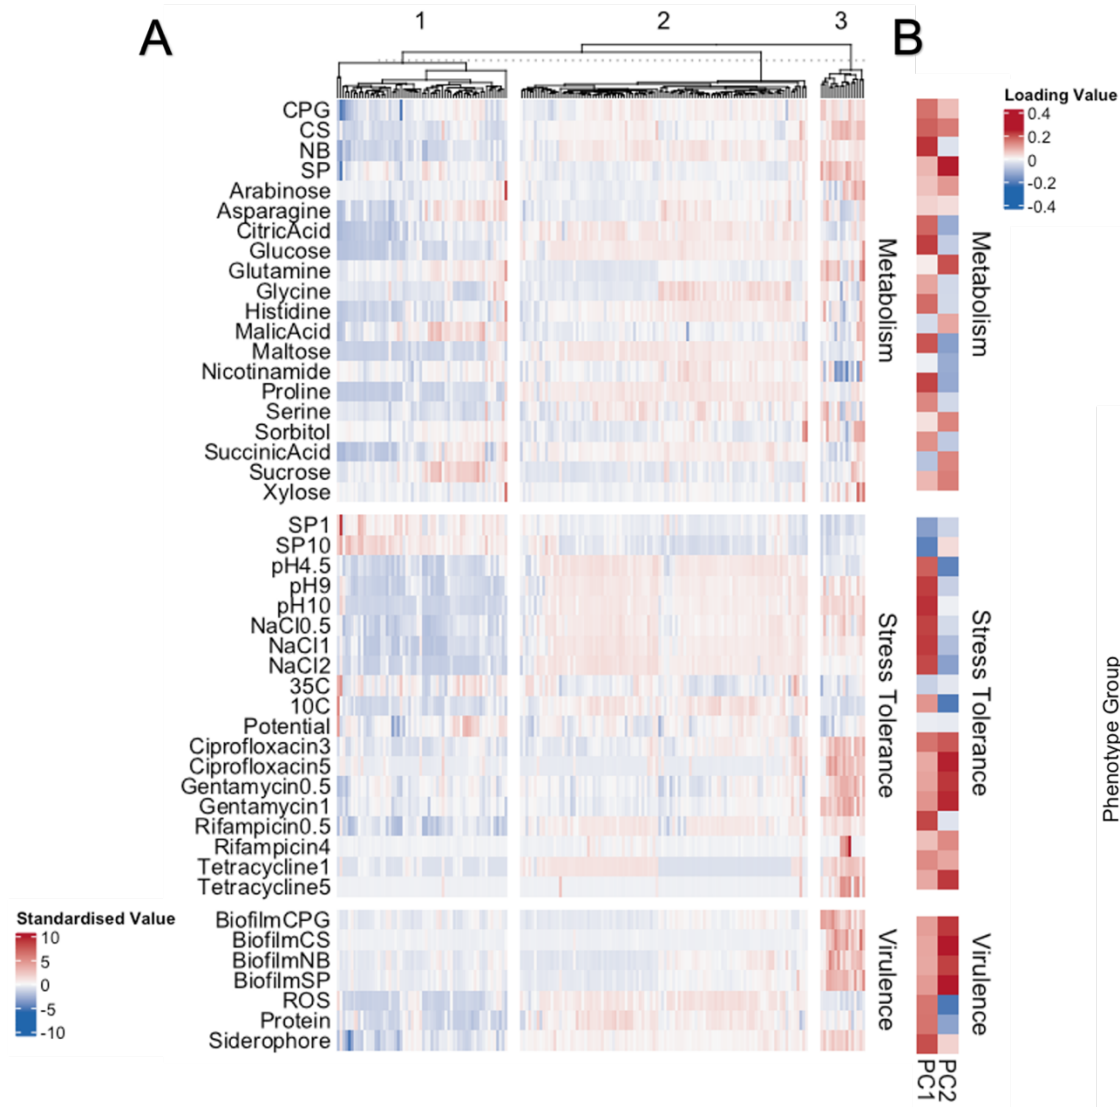 A
1
2
3
B
CPG
CS
NB
SP
Arabinose
Asparagine
CitricAcid
Glucose
Glutamine
Glycine
Histidine
MalicAcid
Maltose
Nicotinamide
Proline
Serine
Sorbitol
SuccinicAcid
Sucrose
Xylose
Metabolism
Metabolism
Loading Value
0.4
0.2
0
-0.2
-0.4
SP1
SP10
pH4.5
pH9
pH10
NaCl0.5
NaCl1
NaCl2
35C
10C
Potential
Ciprofloxacin3
Ciprofloxacin5
Gentamycin0.5
Gentamycin1
Rifampicin0.5
Rifampicin4
Tetracycline1
Tetracycline5
Stress Tolerance
Stress Tolerance
Phenotype Group
Standardised Value
10
5
0
-5
-10
BiofilmCPG
BiofilmCS
BiofilmNB
BiofilmSP
ROS
Protein
Siderophore
Virulence
Virulence
PC1
PC2